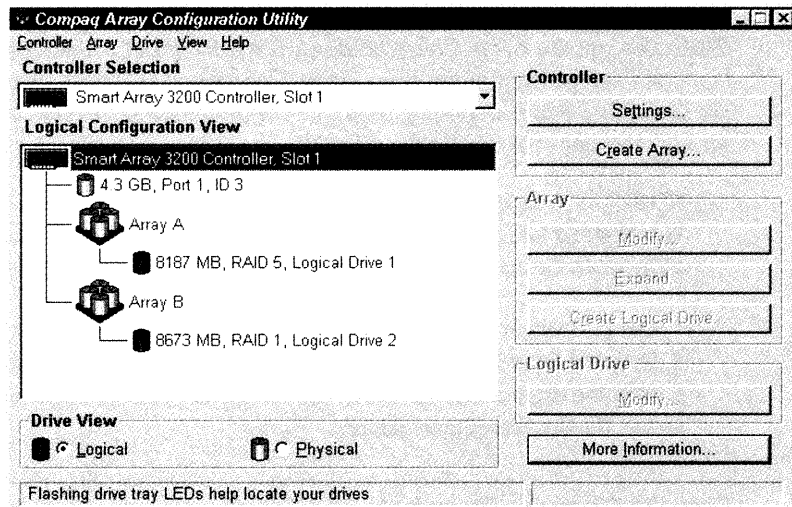 Compaq Array Configuration Utility
Controller Array Drive View Help
Controller Selection
Smart Array 3200 Controller, Slot 1
Logical Configuration View
Smart Array 3200 Controller, Slot 1
4.3 GB, Port 1, ID 3
Array A
8187 MB, RAID 5, Logical Drive 1
Array B
8673 MB, RAID 1, Logical Drive 2
Drive View
Logical
Physical
Controller
Settings...
Create Array...
Array
Modify...
Expand...
Create Logical Drive...
Logical Drive
Modify...
More Information...
Flashing drive tray LEDs help locate your drives